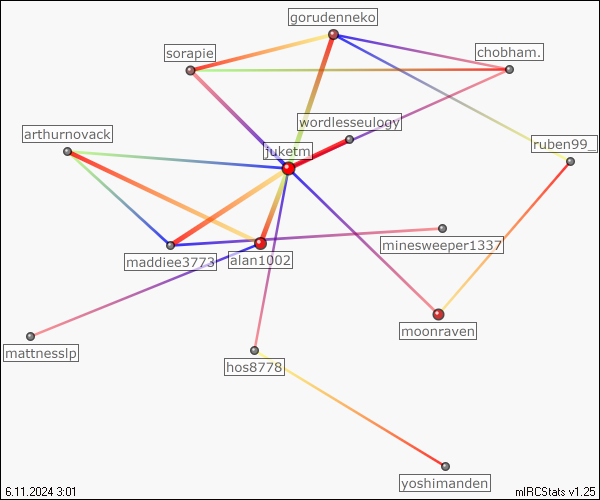 gorudenneko
sorapie
chobham.
wordlesseulogy
arthurnovack
ruben99_
juketm
minesweeper1337
maddiee3773
alan1002
moonraven
mattnesslp
hos8778
yoshimanden
6.11.2024 3:01
mIRCStats v1.25